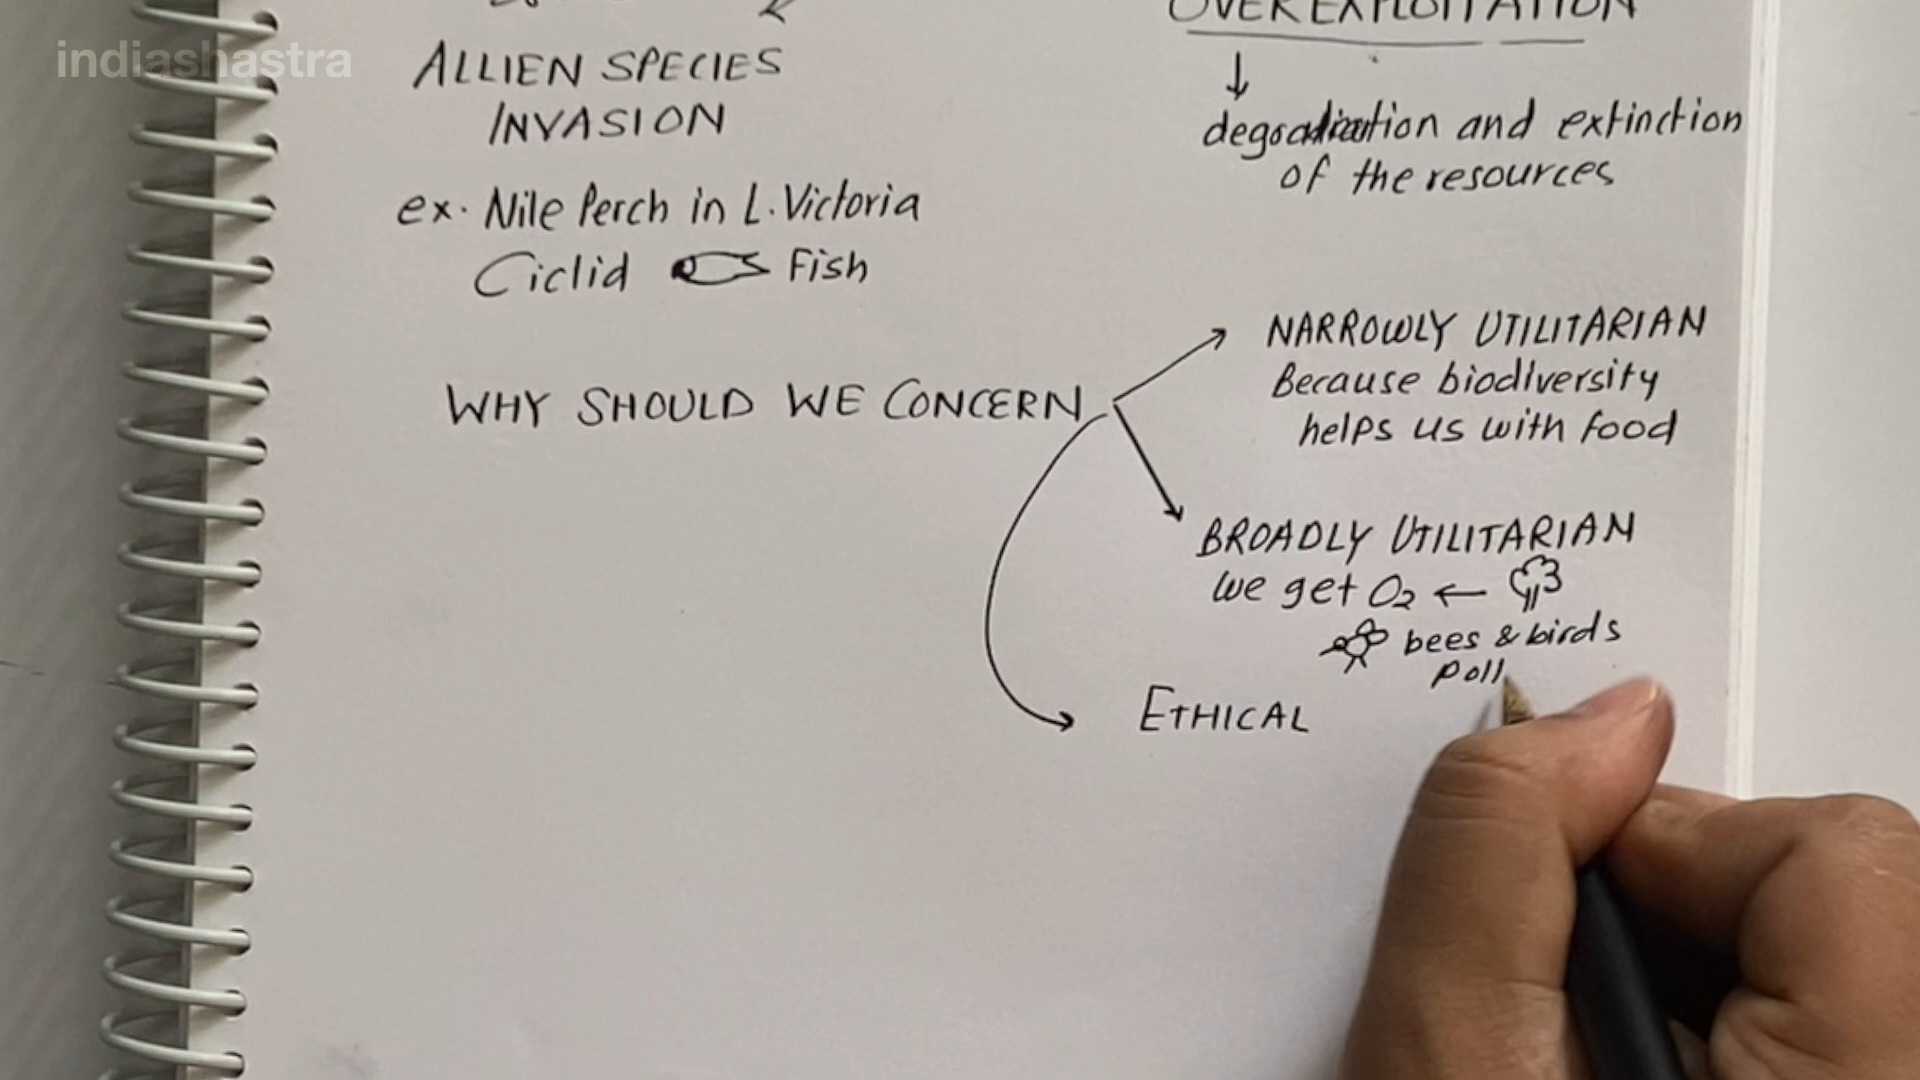 indiashastra
OVEREXPLOITATION
ALLIEN SPECIES
INVASION
ex. Nile Perch in L. Victoria
Ciclid Fish
and extinction
of the resources
WHY SHOULD WE CONCERN
NARROWLY UTILITARIAN
Because biodiversity
helps us with food
BROADLY UTILITARIAN
we get O2 ←
bees & birds
poll
ETHICAL